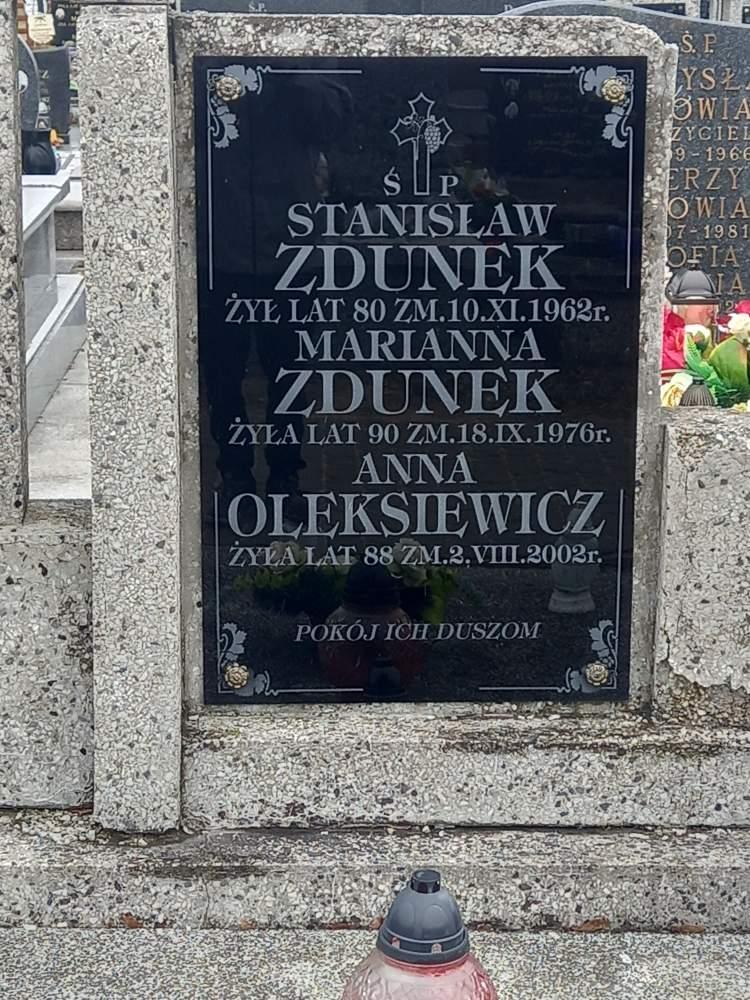 Ś P
STANISŁAW
ZDUNEK
ŻYŁ LAT 80 ZM.10.XI.1962r.
MARIANNA
ZDUNEK
ŻYŁA LAT 90 ZM.18.IX.1976r.
ANNA
OLEKSIEWICZ
ŻYŁA LAT 88 ZM.2.VIII.2002r.
POKÓJ ICH DUSZOM
Ś.P.
Ś.P